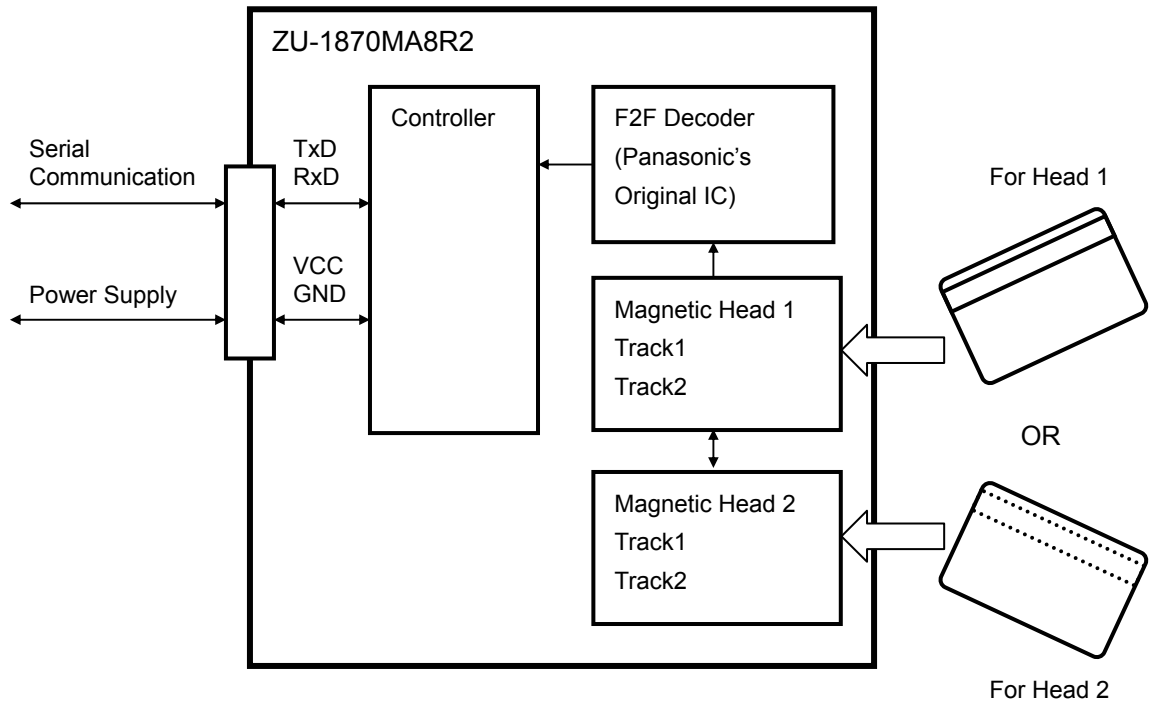 ZU-1870MA8R2
Serial
Communication
Power Supply
TxD
RxD
VCC
GND
Controller
F2F Decoder
(Panasonic’s
Original IC)
Magnetic Head 1
Track1
Track2
Magnetic Head 2
Track1
Track2
For Head 1
OR
For Head 2